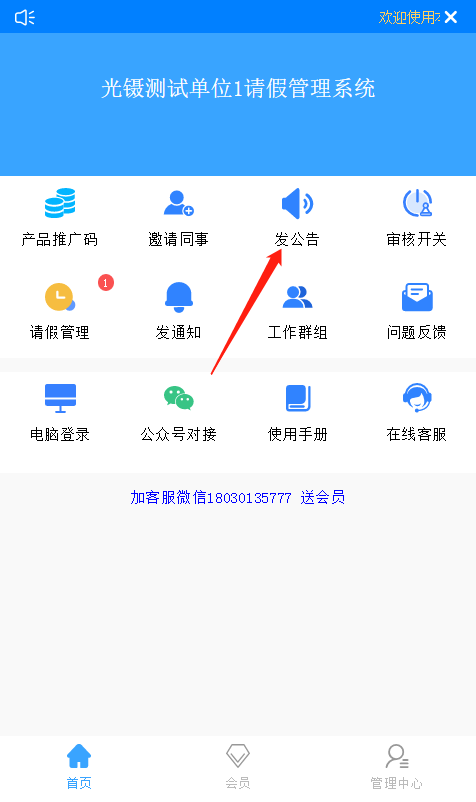 欢迎使用
光镊测试单位1请假管理系统
产品推广码
邀请同事
发公告
审核开关
1
请假管理
发通知
工作群组
问题反馈
电脑登录
公众号对接
使用手册
在线客服
加客服微信18030135777 送会员
首页
会员
管理中心